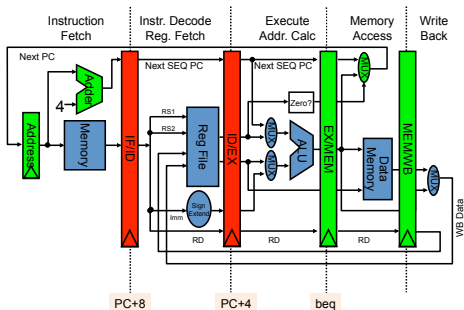 Instruction
Fetch
Instr. Decode
Reg. Fetch
Execute
Addr. Calc
Memory
Access
Write
Back
Next PC
Next SEQ PC
Next SEQ PC
MUX
Adder
4
Zero?
RS1
RS2
Address
Memory
IF/ID
Reg File
ID/EX
MUX
MUX
ALU
EX/MEM
Data
Memory
MEM/WB
MUX
Sign
Extend
Imm
RD
RD
RD
WB Data
PC+8
PC+4
beq